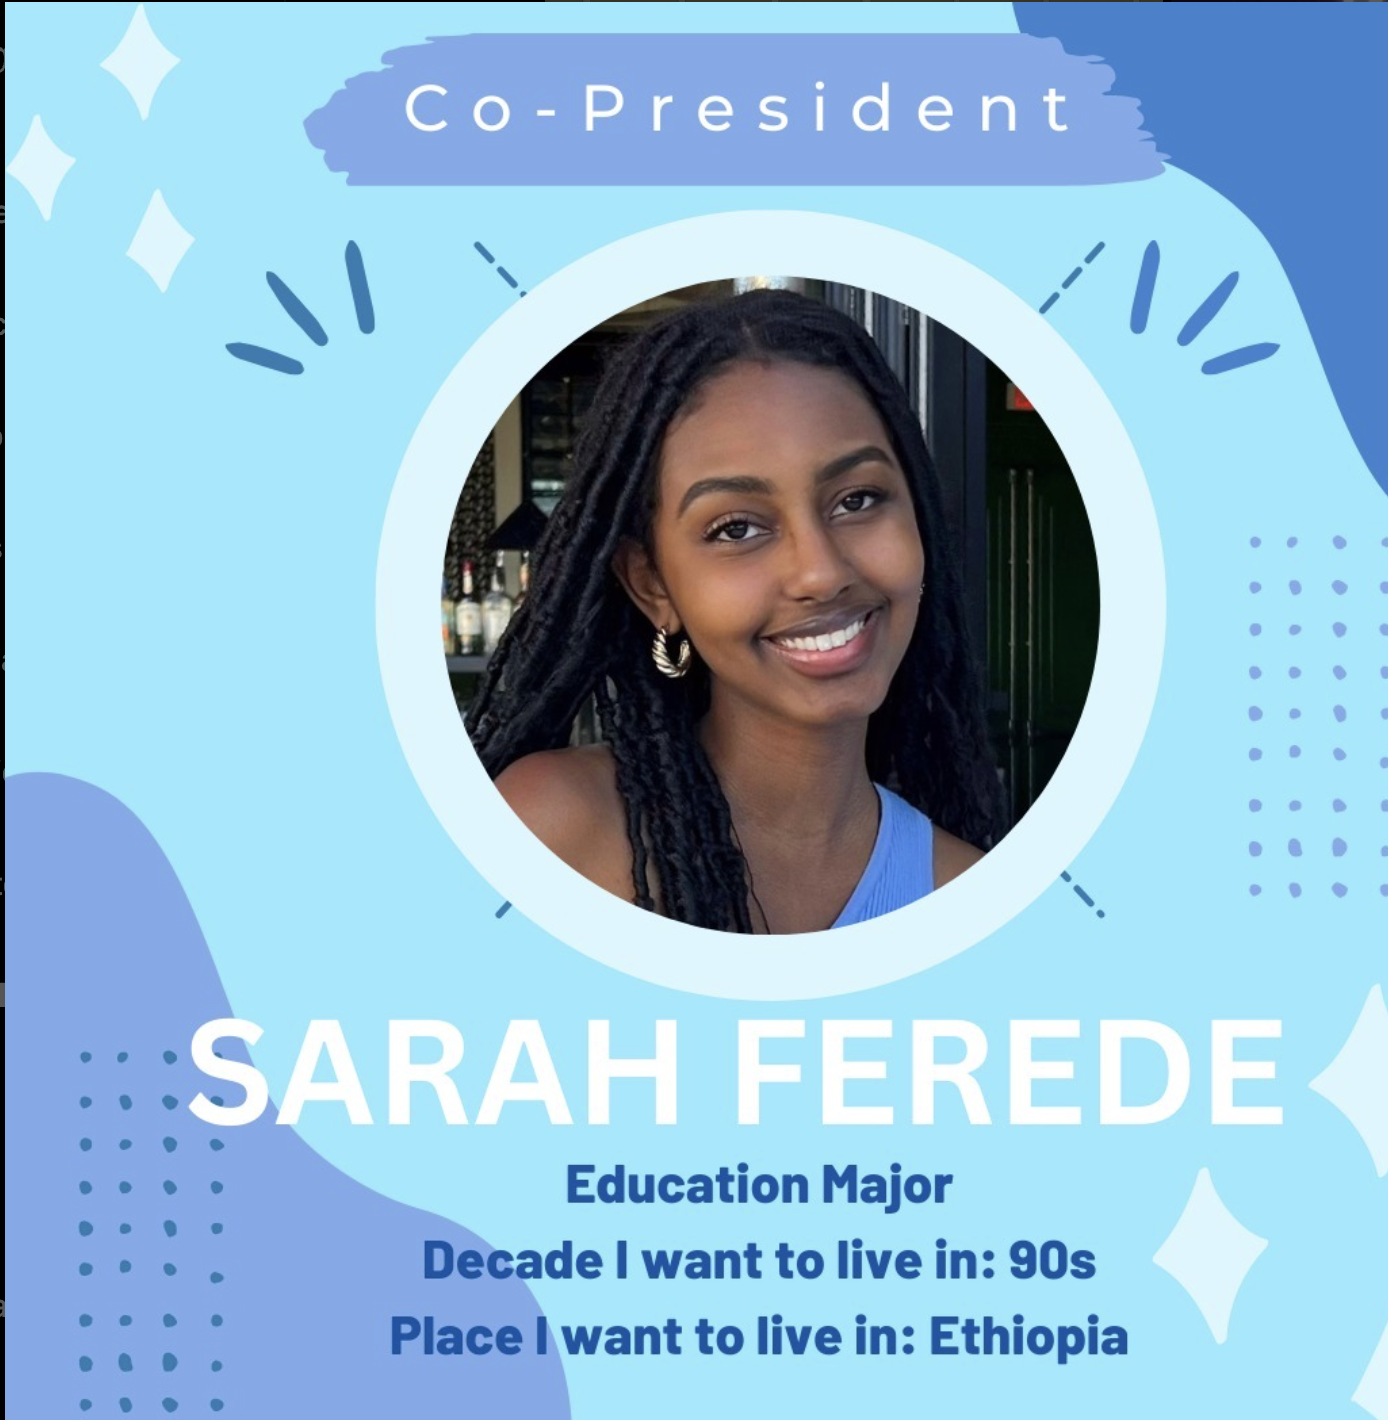 Co-President
SARAH FEREDE
Education Major
Decade I want to live in: 90s
Place I want to live in: Ethiopia